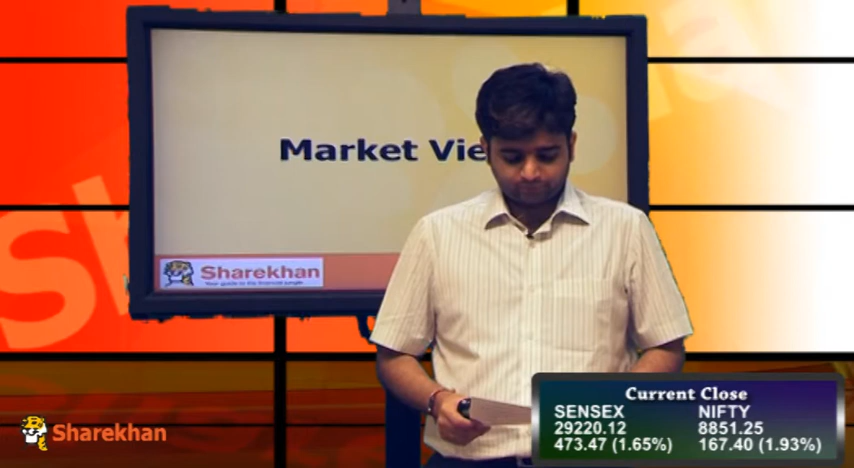 Market Vie
Sharekhan
Your guide to the financial jungle
Sharekhan
Current Close
SENSEX NIFTY
29220.12 8851.25
473.47 (1.65%) 167.40 (1.93%)